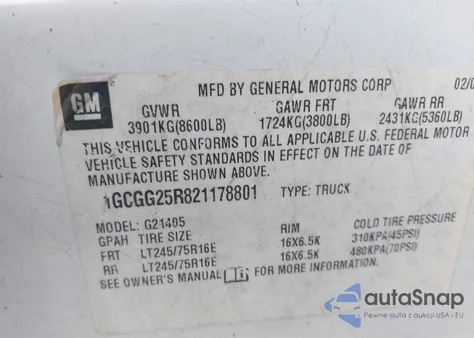 GM
MFD BY GENERAL MOTORS CORP 02/0
GVWR GAWR FRT GAWR RR
3901KG(8600LB) 1724KG(3800LB) 2431KG(5360LB)
THIS VEHICLE CONFORMS TO ALL APPLICABLE U.S. FEDERAL MOTOR
VEHICLE SAFETY STANDARDS IN EFFECT ON THE DATE OF
MANUFACTURE SHOWN ABOVE.
1GCGG25R821178801 TYPE: TRUCK
MODEL: G21405
GPAH TIRE SIZE RIM COLD TIRE PRESSURE
FRT LT245/75R16E 16X6.5K 310KPA(45PSI)
RR LT245/75R16E 16X6.5K 480KPA(70PSI)
SEE OWNER'S MANUAL FOR MORE INFORMATION.
autoSnap
Pewne auta z aukcji USA i EU